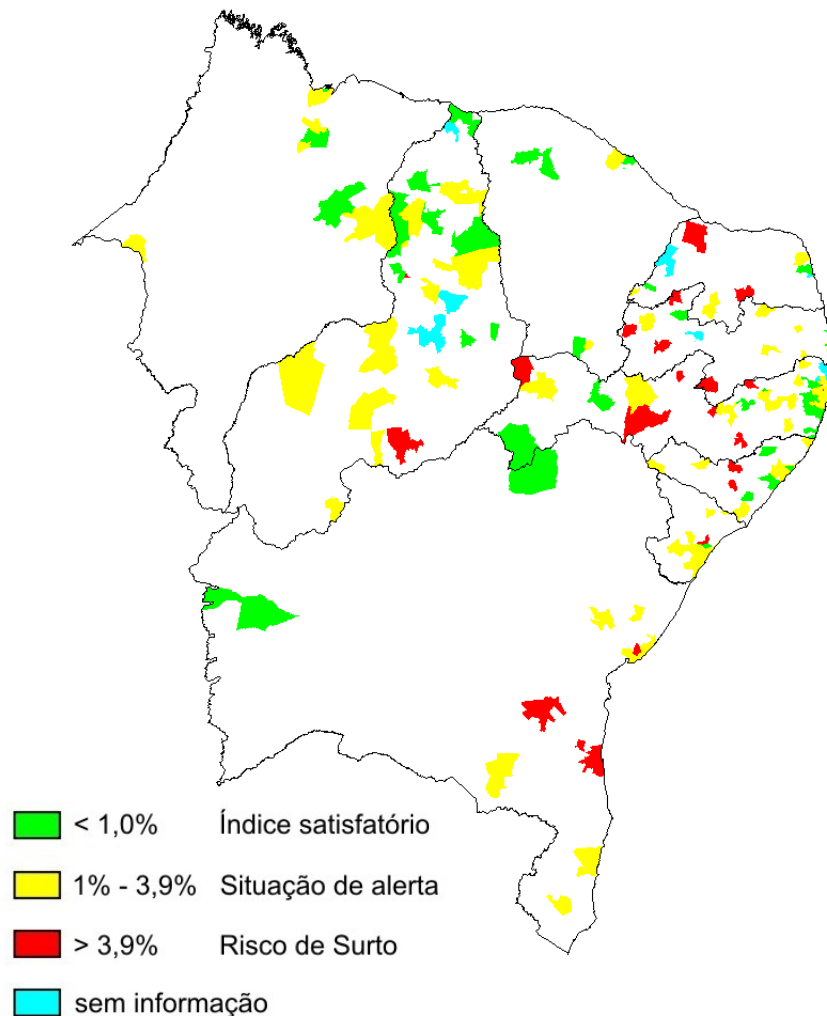 < 1,0% Índice satisfatório
1% - 3,9% Situação de alerta
> 3,9% Risco de Surto
sem informação